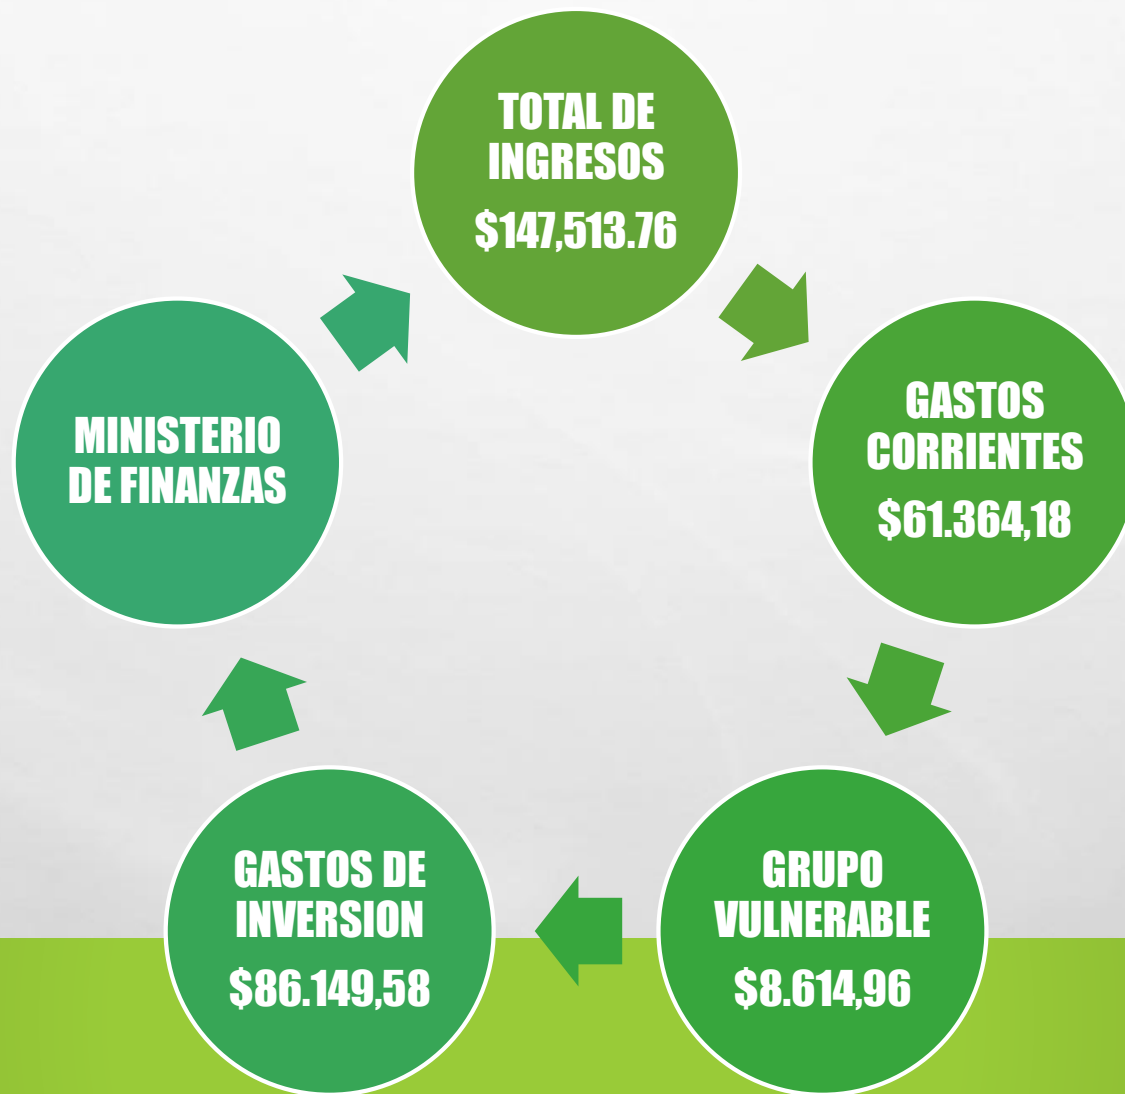 TOTAL DE
INGRESOS
$147,513.76
GASTOS
CORRIENTES
$61.364,18
GRUPO
VULNERABLE
$8.614,96
GASTOS DE
INVERSION
$86.149,58
MINISTERIO
DE FINANZAS